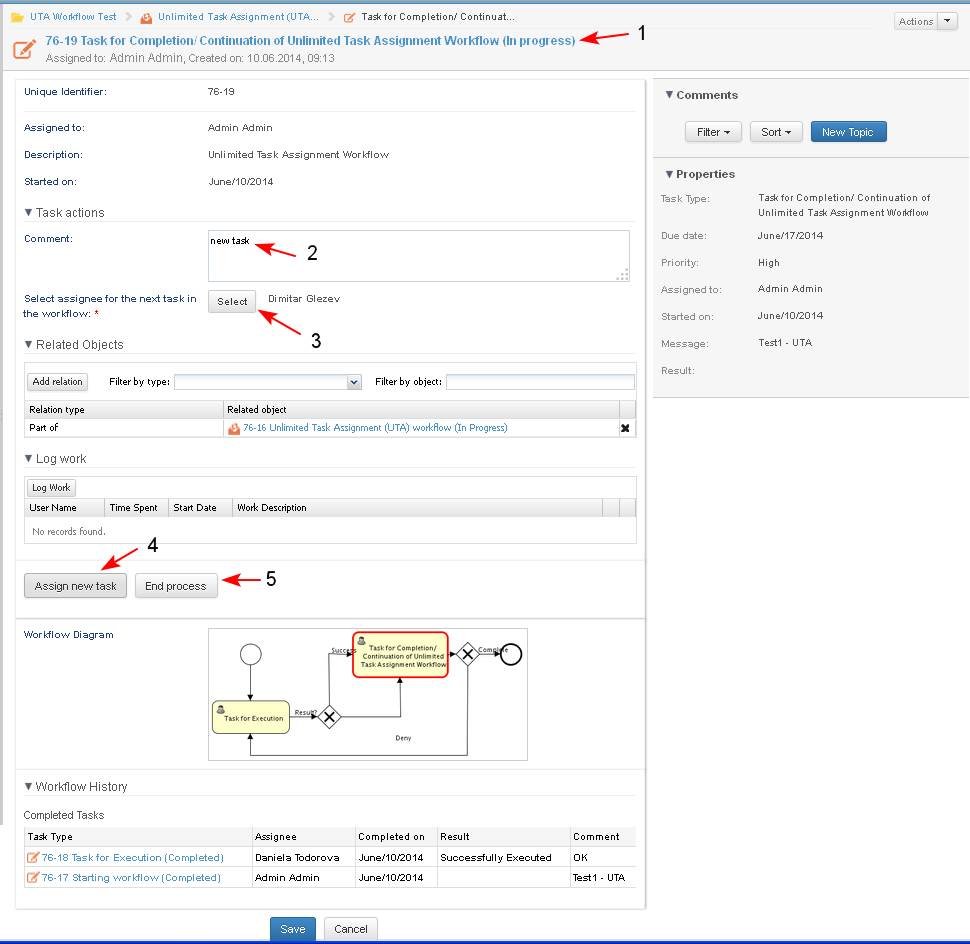 UTA Workflow Test
Unlimited Task Assignment (UTA...
Task for Completion/ Continuat...
Actions
76-19 Task for Completion/ Continuation of Unlimited Task Assignment Workflow (In progress)
1
Assigned to: Admin Admin, Created on: 10.06.2014, 09:13
Unique Identifier: 76-19
Assigned to: Admin Admin
Description: Unlimited Task Assignment Workflow
Started on: June/10/2014
Task actions
Comment: new task
2
Select assignee for the next task in
the workflow: *
Select
Dimitar Glezev
3
Related Objects
Add relation Filter by type: Filter by object:
Relation type Related object
Part of 76-16 Unlimited Task Assignment (UTA) workflow (In Progress)
Log work
Log Work
User Name Time Spent Start Date Work Description
No records found.
4
Assign new task End process
5
Workflow Diagram
Task for Execution
Result?
Success
Task for Completion/
Continuation of Unlimited
Task Assignment Workflow
Complete
Deny
Workflow History
Completed Tasks
Task Type Assignee Completed on Result Comment
76-18 Task for Execution (Completed) Daniela Todorova June/10/2014 Successfully Executed OK
76-17 Starting workflow (Completed) Admin Admin June/10/2014 Test1 - UTA
Save Cancel
Comments
Filter Sort New Topic
Properties
Task Type: Task for Completion/ Continuation of
Unlimited Task Assignment Workflow
Due date: June/17/2014
Priority: High
Assigned to: Admin Admin
Started on: June/10/2014
Message: Test1 - UTA
Result: